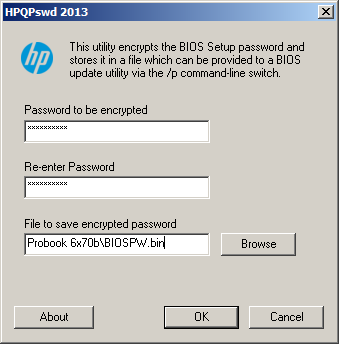 HPQPswd 2013
hp
This utility encrypts the BIOS Setup password and
stores it in a file which can be provided to a BIOS
update utility via the /p command-line switch.
Password to be encrypted
××××××××××
Re-enter Password
××××××××××
File to save encrypted password
Probook 6x70b\BIOSPW.bin
Browse
About
OK
Cancel